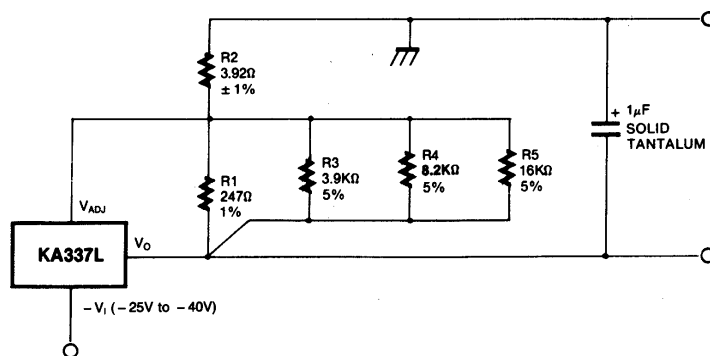 R2
3.92Ω
± 1%
1μF
SOLID
TANTALUM
R3
3.9KΩ
5%
R4
8.2KΩ
5%
R5
16KΩ
5%
R1
247Ω
1%
VADJ
VO
KA337L
–VI (–25V to –40V)
+